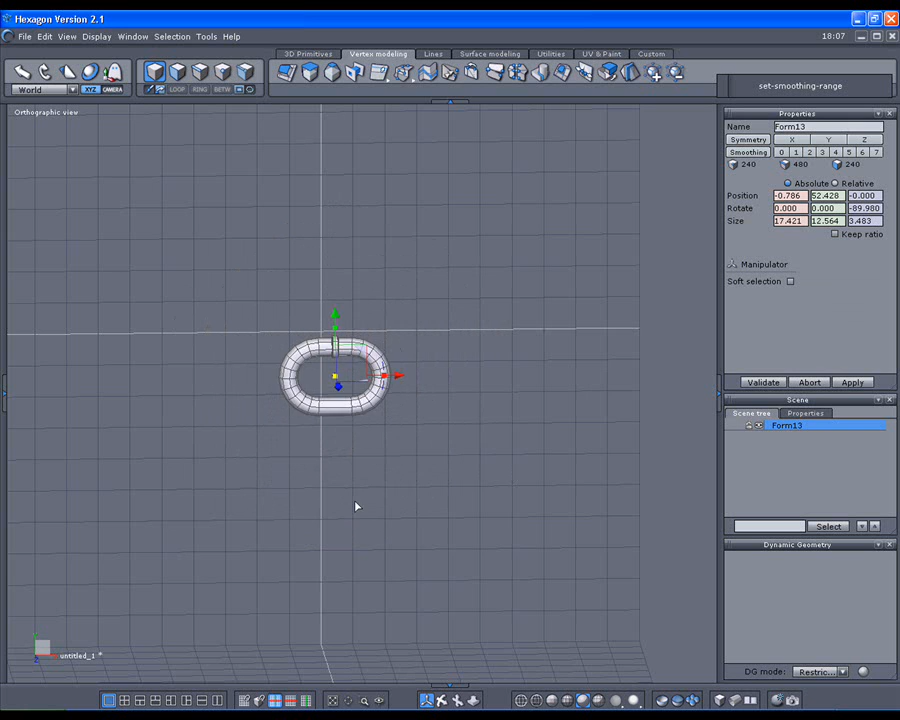 Hexagon Version 2.1
File Edit View Display Window Selection Tools Help
18:07
3D Primitives Vertex modeling Lines Surface modeling Utilities UV & Paint Custom
World
XYZ CAMERA
LOOP RING BETW
set-smoothing-range
Orthographic view
Properties
Name Form13
Symmetry X Y Z
Smoothing 0 1 2 3 4 5 6 7
240 480 240
Absolute Relative
Position -0.786 52.428 -0.000
Rotate 0.000 0.000 -89.980
Size 17.421 12.564 3.483
Keep ratio
Manipulator
Soft selection
Validate Abort Apply
Scene
Scene tree Properties
Form13
Select
Dynamic Geometry
untitled_1 *
DG mode: Restric...